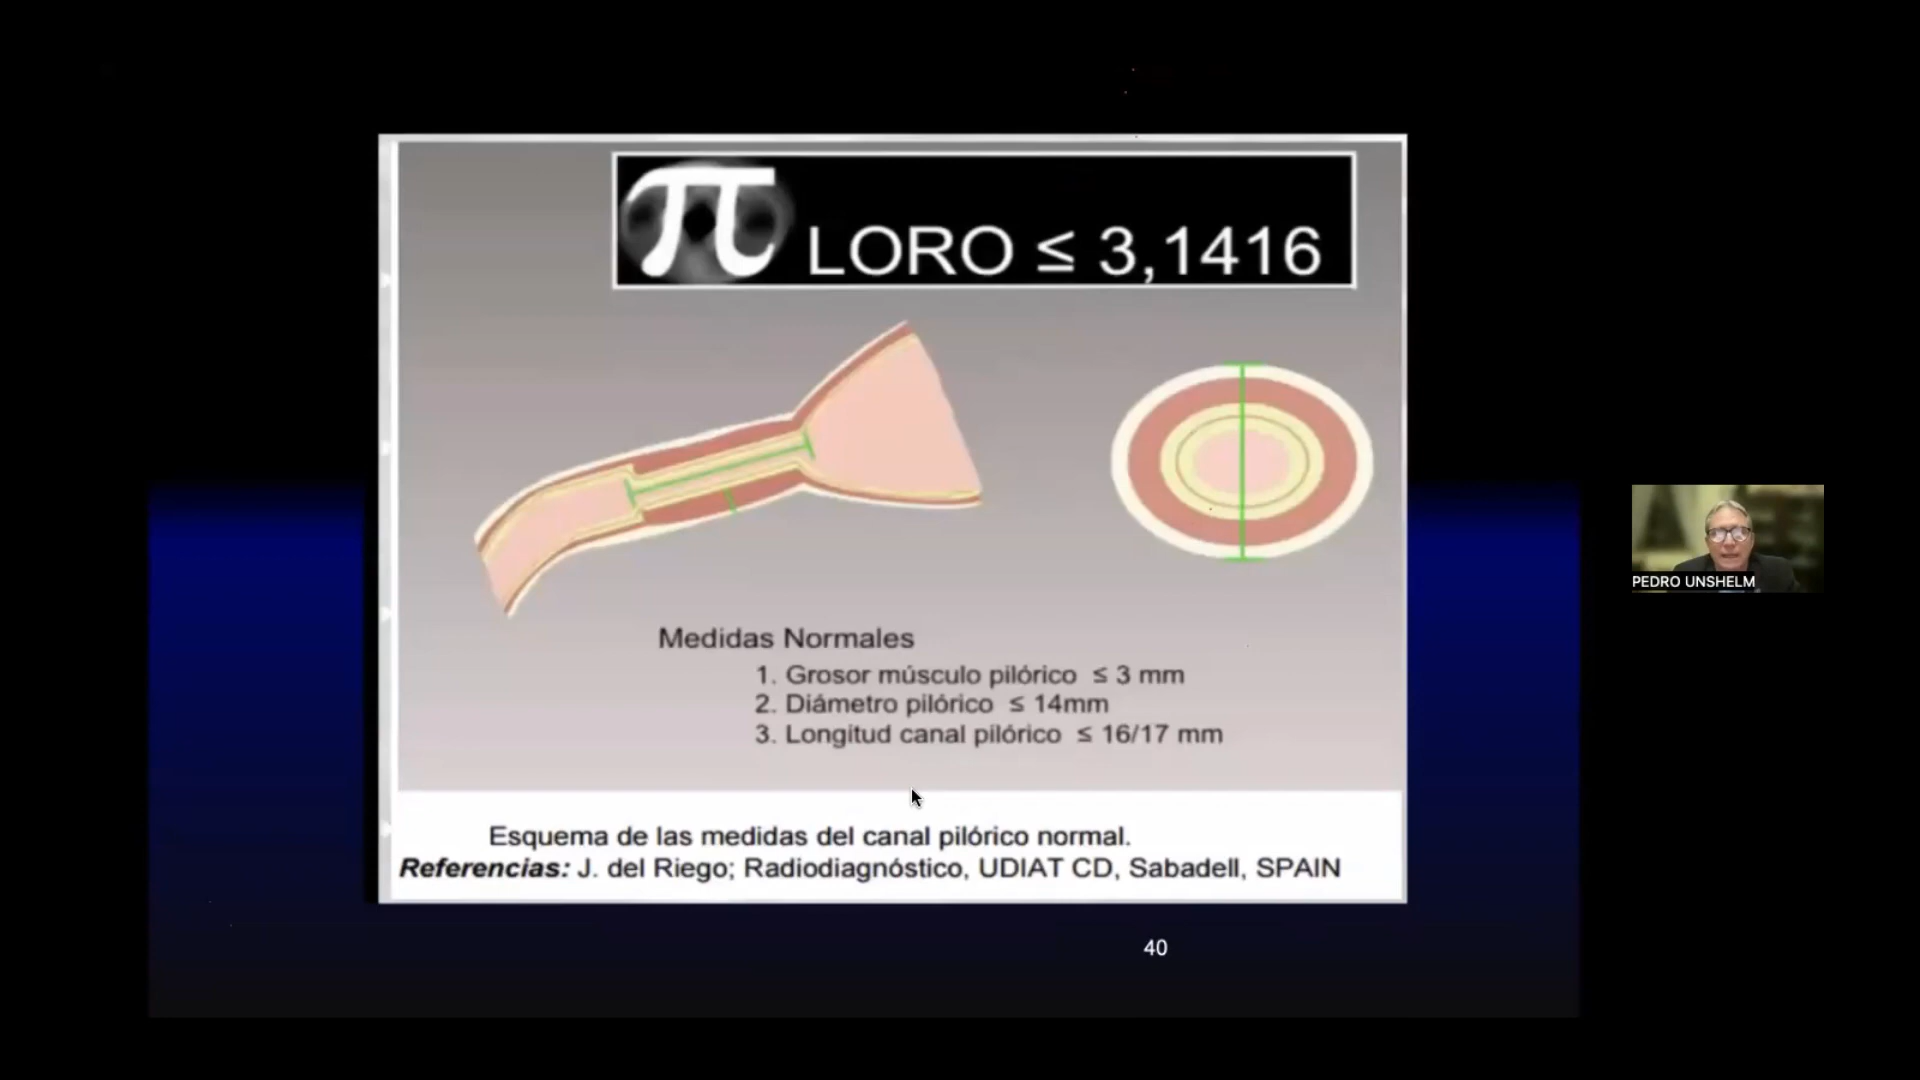 π LORO ≤ 3,1416
Medidas Normales
1. Grosor músculo pilórico ≤ 3 mm
2. Diámetro pilórico ≤ 14mm
3. Longitud canal pilórico ≤ 16/17 mm
Esquema de las medidas del canal pilórico normal.
Referencias: J. del Riego; Radiodiagnóstico, UDIAT CD, Sabadell, SPAIN
40
PEDRO UNSHELM